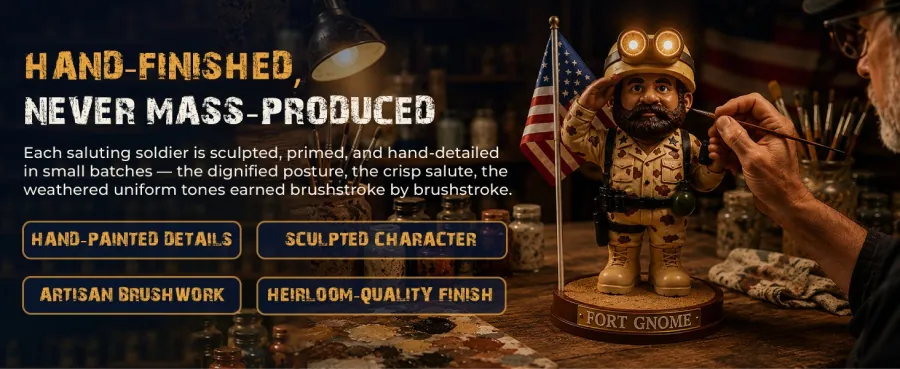 HAND-FINISHED,
NEVER MASS-PRODUCED
Each saluting soldier is sculpted, primed, and hand-detailed
in small batches — the dignified posture, the crisp salute, the
weathered uniform tones earned brushstroke by brushstroke.
HAND-PAINTED DETAILS
SCULPTED CHARACTER
ARTISAN BRUSHWORK
HEIRLOOM-QUALITY FINISH
FORT GNOME